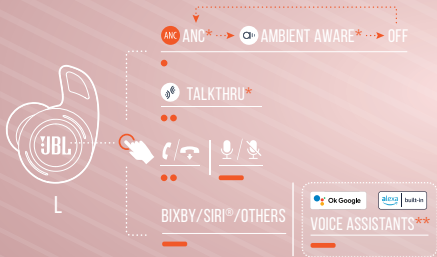 ANC ANC* AMBIENT AWARE* OFF
TALKTHRU*
JBL
L
BIXBY/SIRI®/OTHERS
Ok Google alexa built-in
VOICE ASSISTANTS**